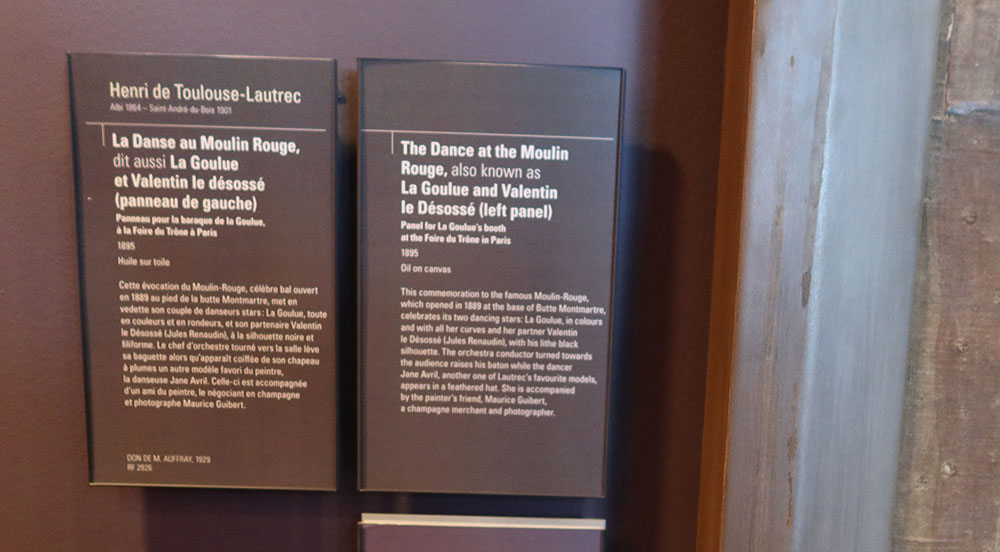 Henri de Toulouse-Lautrec
Albi 1864 – Saint-André-du-Bois 1901
La Danse au Moulin Rouge,
dit aussi La Goulue
et Valentin le désossé
(panneau de gauche)
Panneau pour la baraque de la Goulue,
à la Foire du Trône à Paris
1895
Huile sur toile
Cette évocation du Moulin-Rouge, célèbre bal ouvert
en 1889 au pied de la butte Montmartre, met en
vedette son couple de danseurs stars : La Goulue, toute
en couleurs et en rondeurs, et son partenaire Valentin
le Désossé (Jules Renaudin), à la silhouette noire et
filiforme. Le chef d'orchestre tourné vers la salle lève
sa baguette alors qu'apparaît coiffée de son chapeau
à plumes un autre modèle favori du peintre,
la danseuse Jane Avril. Celle-ci est accompagnée
d'un ami du peintre, le négociant en champagne
et photographe Maurice Guibert.
DON DE M. AUFFRAY, 1929
RF 2826
The Dance at the Moulin
Rouge, also known as
La Goulue and Valentin
le Désossé (left panel)
Panel for La Goulue's booth
at the Foire du Trône in Paris
1895
Oil on canvas
This commemoration to the famous Moulin-Rouge,
which opened in 1889 at the base of Butte Montmartre,
celebrates its two dancing stars: La Goulue, in colours
and with all her curves and her partner Valentin
le Désossé (Jules Renaudin), with his lithe black
silhouette. The orchestra conductor turned towards
the audience raises his baton while the dancer
Jane Avril, another one of Lautrec's favourite models,
appears in a feathered hat. She is accompanied
by the painter's friend, Maurice Guibert,
a champagne merchant and photographer.